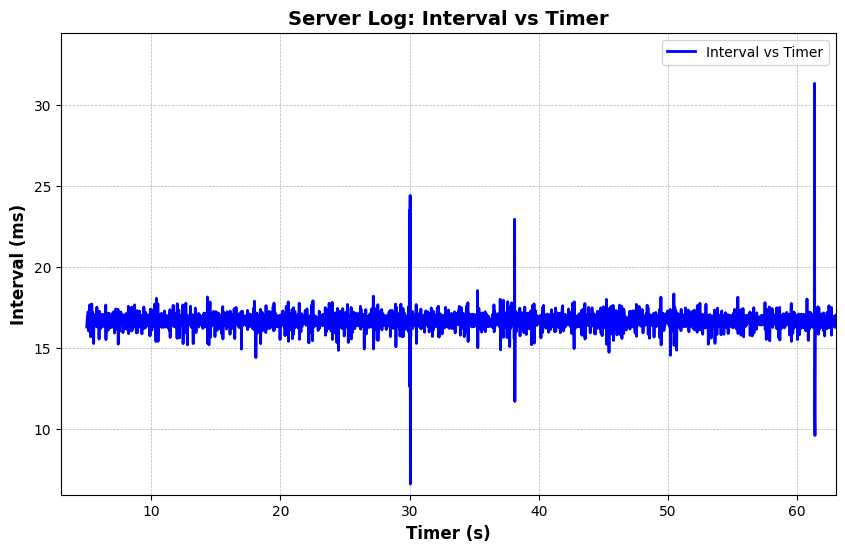 Server Log: Interval vs Timer
Interval vs Timer
Interval (ms)
30
25
20
15
10
10 20 30 40 50 60
Timer (s)